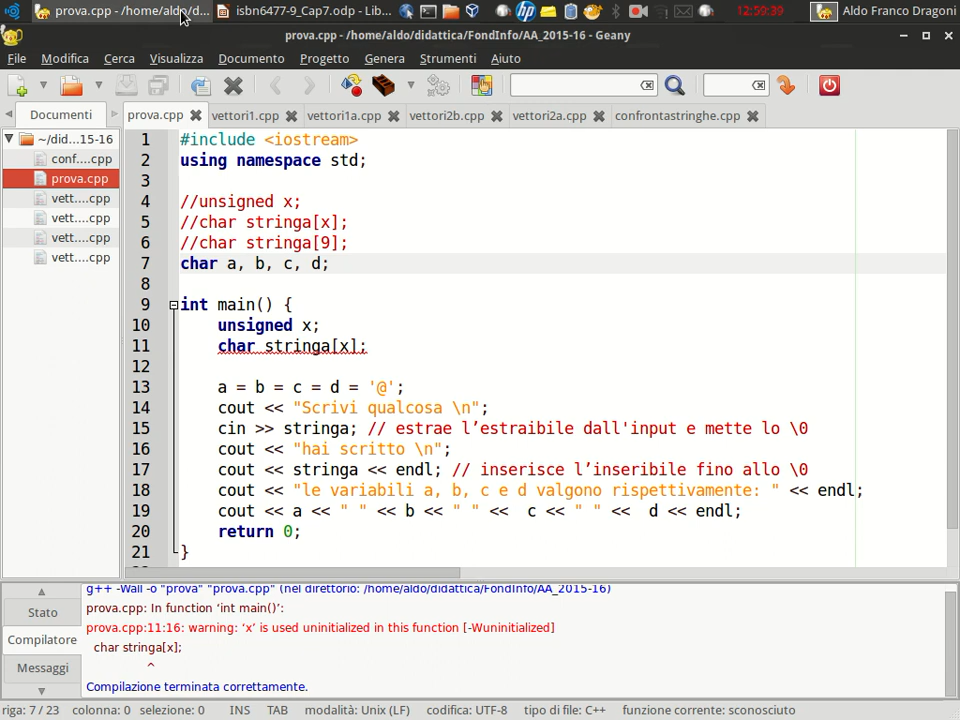 prova.cpp - /home/aldo/d...
isbn6477-9_Cap7.odp - Lib...
12:59:39
Aldo Franco Dragoni
prova.cpp - /home/aldo/didattica/FondInfo/AA_2015-16 - Geany
File Modifica Cerca Visualizza Documento Progetto Genera Strumenti Aiuto
Documenti
prova.cpp vettori1.cpp vettori1a.cpp vettori2b.cpp vettori2a.cpp confrontastringhe.cpp
~/did...15-16
conf....cpp
prova.cpp
vett....cpp
vett....cpp
vett....cpp
vett....cpp
1 #include <iostream>
2 using namespace std;
3
4 //unsigned x;
5 //char stringa[x];
6 //char stringa[9];
7 char a, b, c, d;
8
9 int main() {
10 unsigned x;
11 char stringa[x];
12
13 a = b = c = d = '@';
14 cout << "Scrivi qualcosa \n";
15 cin >> stringa; // estrae l’estraibile dall'input e mette lo \0
16 cout << "hai scritto \n";
17 cout << stringa << endl; // inserisce l’inseribile fino allo \0
18 cout << "le variabili a, b, c e d valgono rispettivamente: " << endl;
19 cout << a << " " << b << " " <<  c << " " <<  d << endl;
20 return 0;
21 }
Stato
Compilatore
Messaggi
g++ -Wall -o "prova" "prova.cpp" (nel direttorio: /home/aldo/didattica/FondInfo/AA_2015-16)
prova.cpp: In function ‘int main()’:
prova.cpp:11:16: warning: ‘x’ is used uninitialized in this function [-Wuninitialized]
char stringa[x];
^
Compilazione terminata correttamente.
riga: 7 / 23 colonna: 0 selezione: 0 INS TAB modalità: Unix (LF) codifica: UTF-8 tipo di file: C++ funzione corrente: sconosciuto